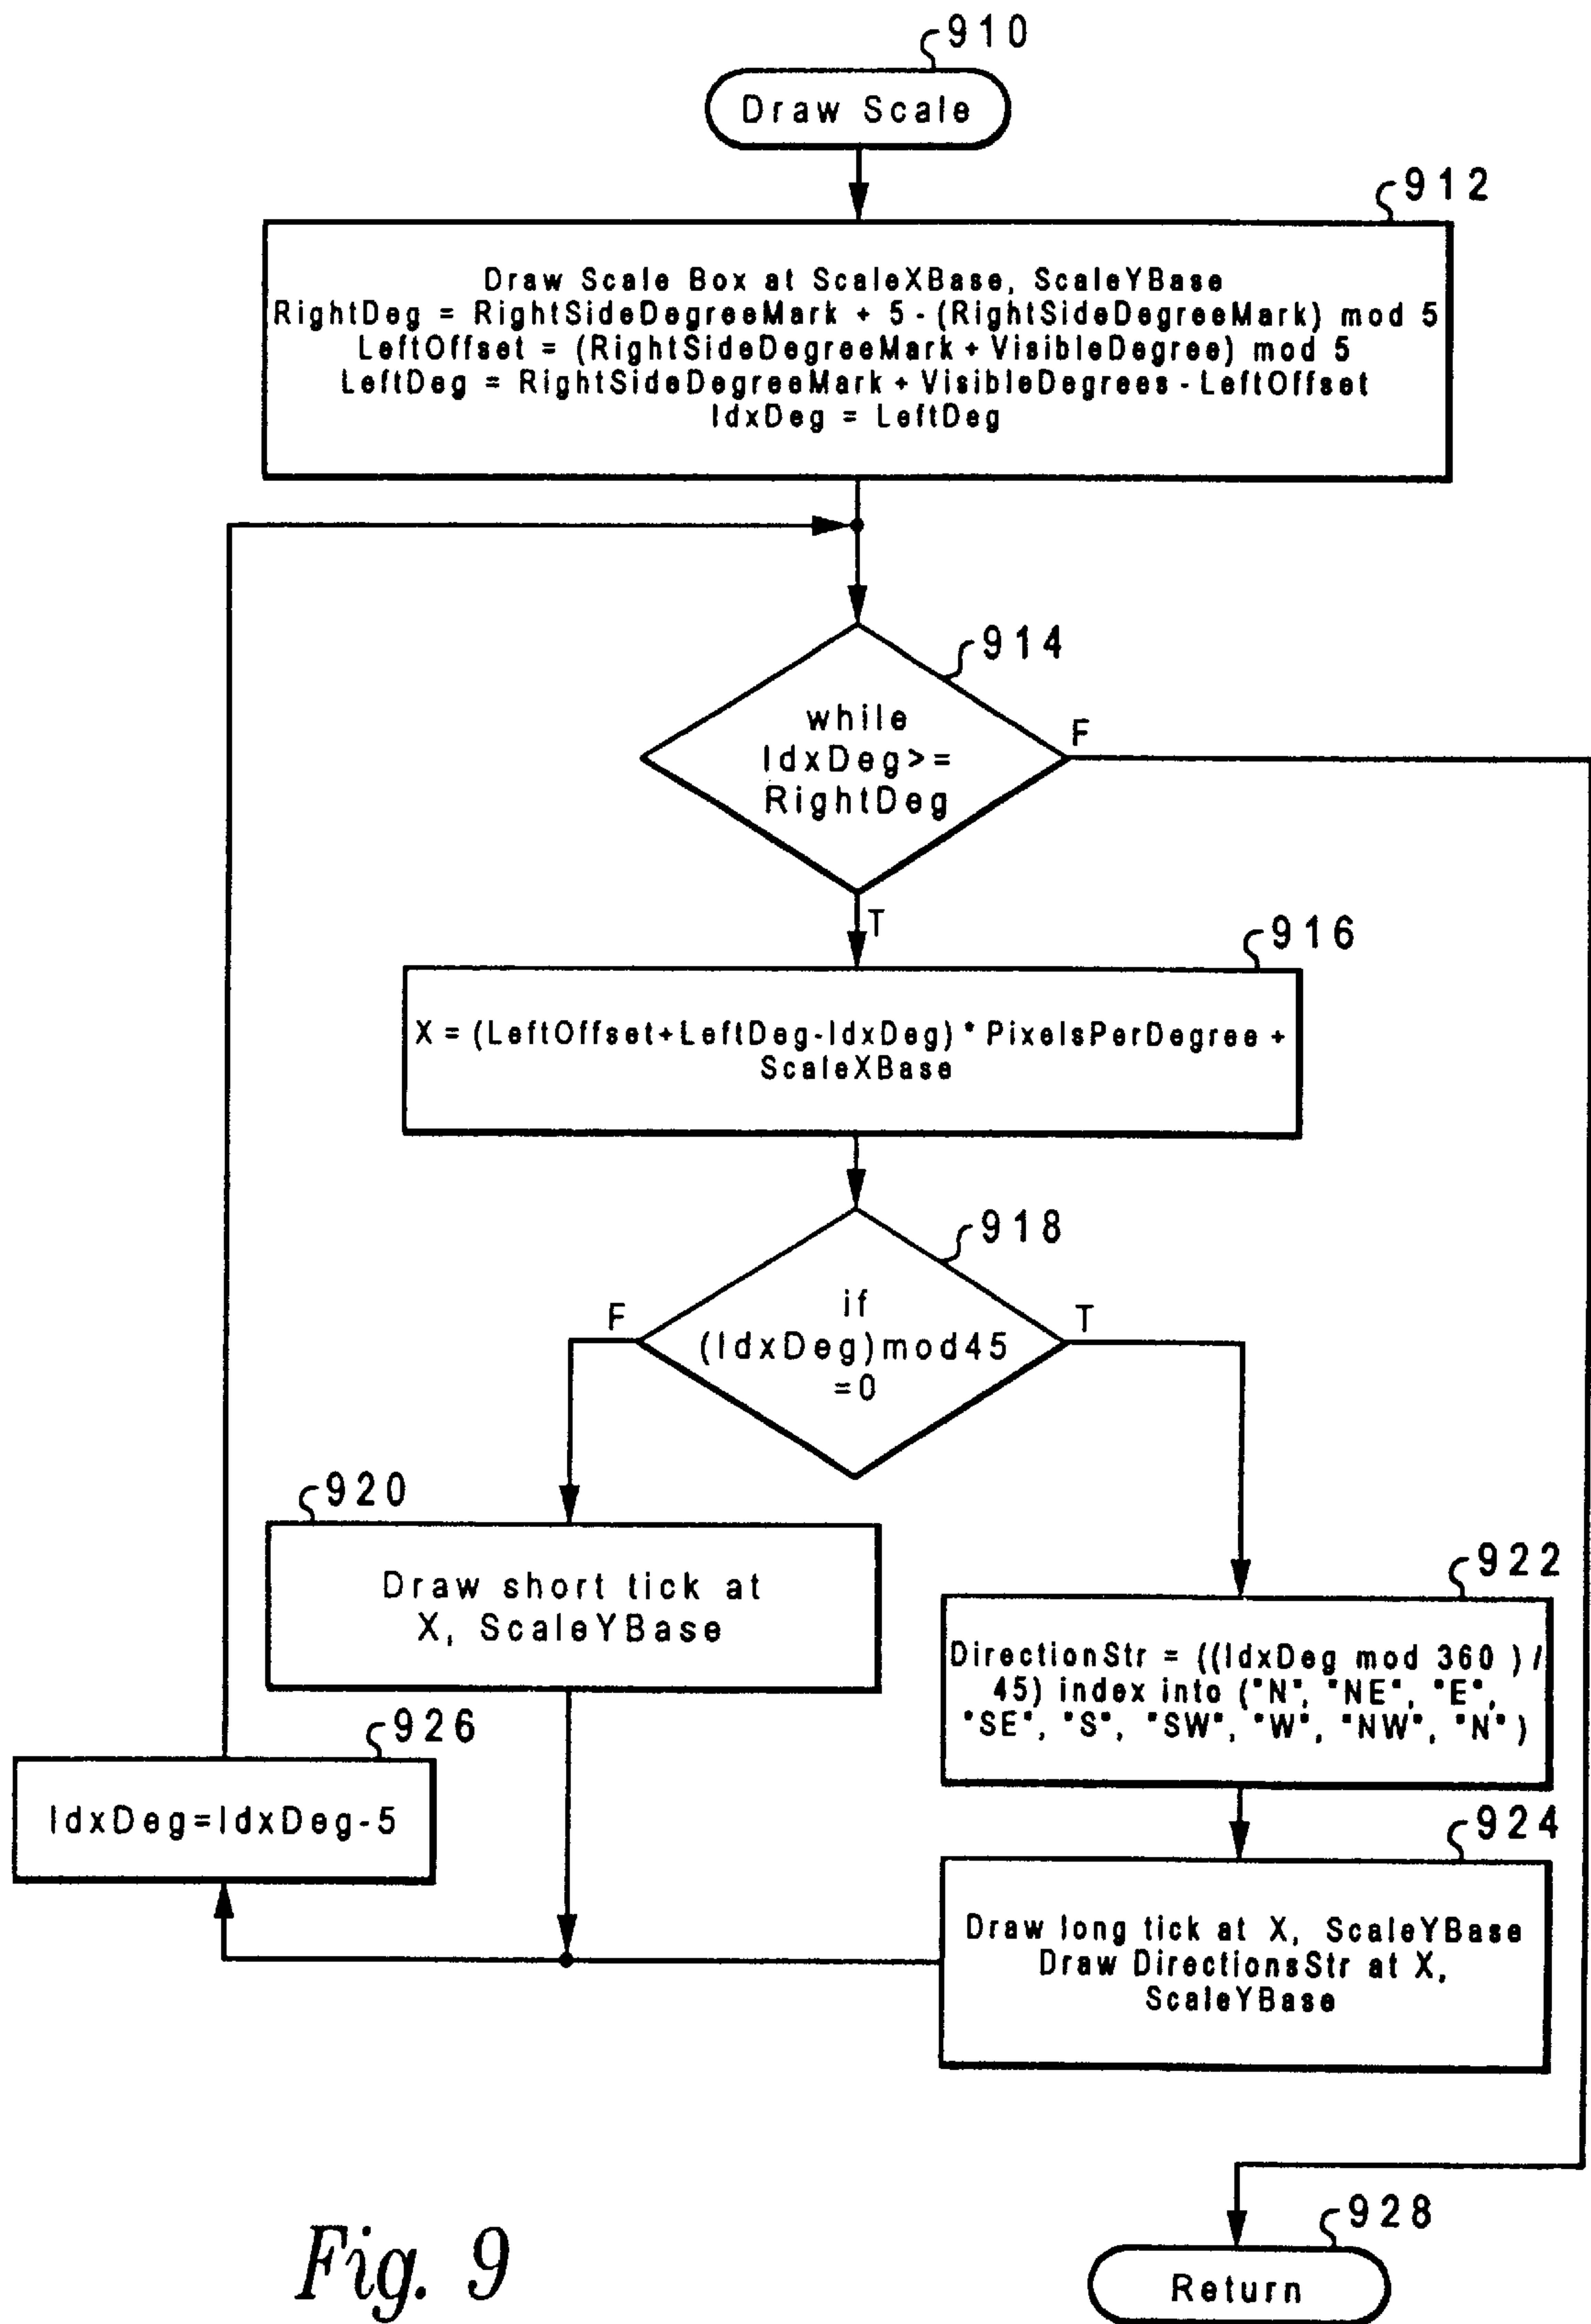 910
Draw Scale
912
Draw Scale Box at ScaleXBase, ScaleYBase
RightDeg = RightSideDegreeMark + 5 - (RightSideDegreeMark) mod 5
LeftOffset = (RightSideDegreeMark + VisibleDegree) mod 5
LeftDeg = RightSideDegreeMark + VisibleDegrees - LeftOffset
IdxDeg = LeftDeg
914
while
IdxDeg>=
RightDeg
F
T
916
X = (LeftOffset+LeftDeg-IdxDeg) * PixelsPerDegree +
ScaleXBase
918
if
(IdxDeg)mod45
=0
F
T
920
Draw short tick at
X, ScaleYBase
922
DirectionStr = ((IdxDeg mod 360 ) /
45) index into ("N", "NE", "E",
"SE", "S", "SW", "W", "NW", "N" )
926
IdxDeg=IdxDeg-5
924
Draw long tick at X, ScaleYBase
Draw DirectionsStr at X,
ScaleYBase
928
Return
Fig. 9